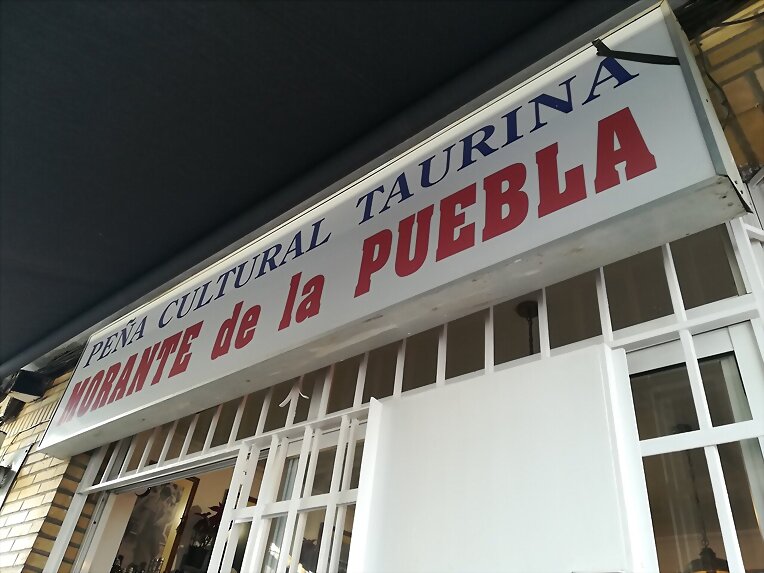 PEÑA CULTURAL TAURINA
MORANTE de la PUEBLA